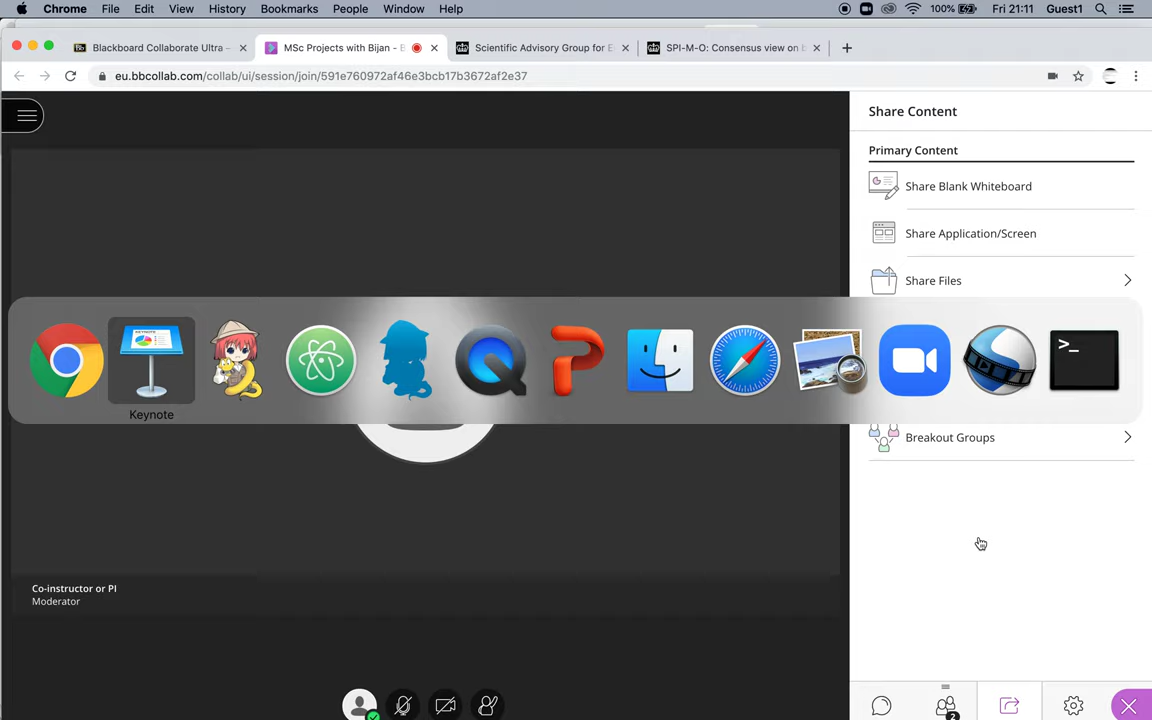 Chrome File Edit View History Bookmarks People Window Help 100% Fri 21:11 Guest1
Blackboard Collaborate Ultra – MSc Projects with Bijan - B Scientific Advisory Group for E SPI-M-O: Consensus view on b
eu.bbcollab.com/collab/ui/session/join/591e760972af46e3bcb17b3672af2e37
Share Content
Primary Content
Share Blank Whiteboard
Share Application/Screen
Share Files
KEYNOTE
>_
Keynote
Breakout Groups
Co-instructor or PI
Moderator
2